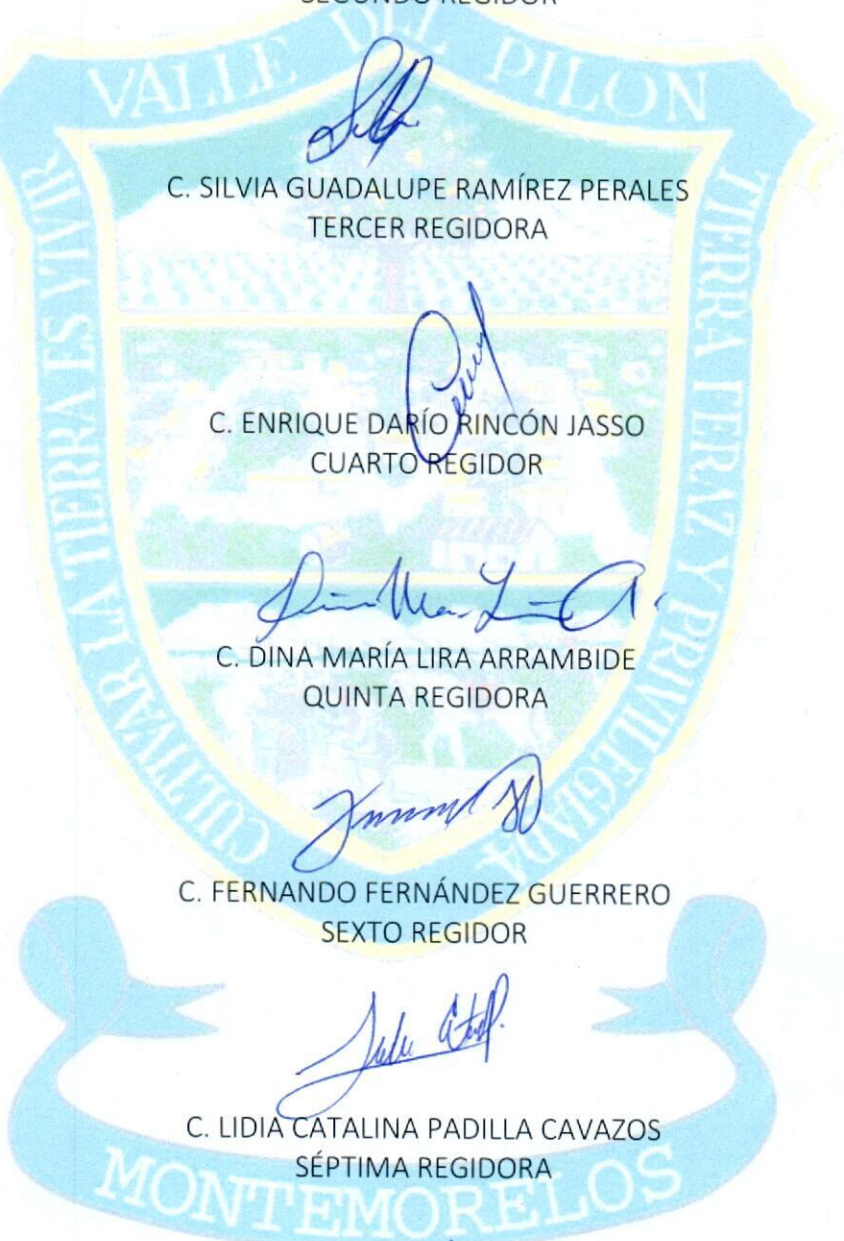 SEGUNDO REGIDOR
VALLE DEL PILON
C. SILVIA GUADALUPE RAMÍREZ PERALES
TERCER REGIDORA
C. ENRIQUE DARÍO RINCÓN JASSO
CUARTO REGIDOR
C. DINA MARÍA LIRA ARRAMBIDE
QUINTA REGIDORA
C. FERNANDO FERNÁNDEZ GUERRERO
SEXTO REGIDOR
C. LIDIA CATALINA PADILLA CAVAZOS
SÉPTIMA REGIDORA
CULTIVAR LA TIERRA ES VIVIR
TIERRA FERAZ Y PRIVILEGIADA
MONTEMORELOS